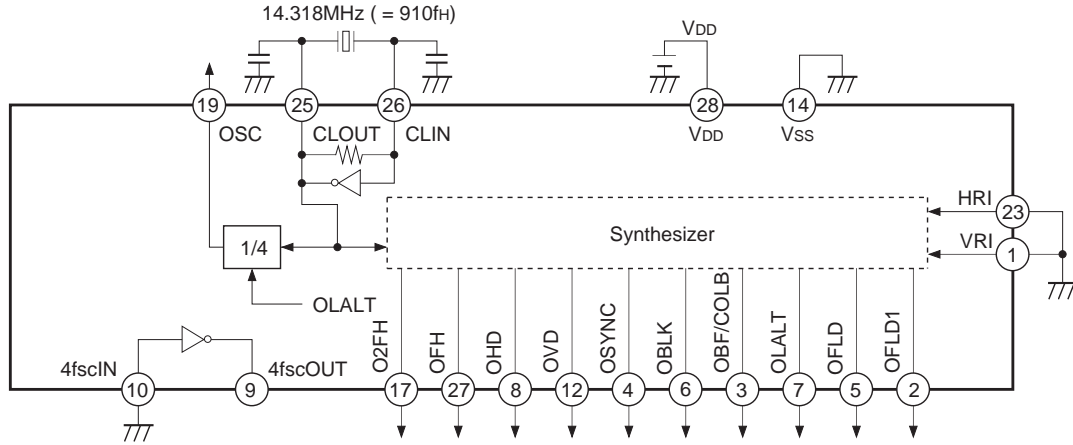 14.318MHz ( = 910fH)
VDD
19
25
26
28
14
OSC
CLOUT
CLIN
VDD
VSS
HRI
23
Synthesizer
VRI
1
1/4
OLALT
O2FH
OFH
OHD
OVD
OSYNC
OBLK
OBF/COLB
OLALT
OFLD
OFLD1
4fscIN
4fscOUT
10
9
17
27
8
12
4
6
3
7
5
2